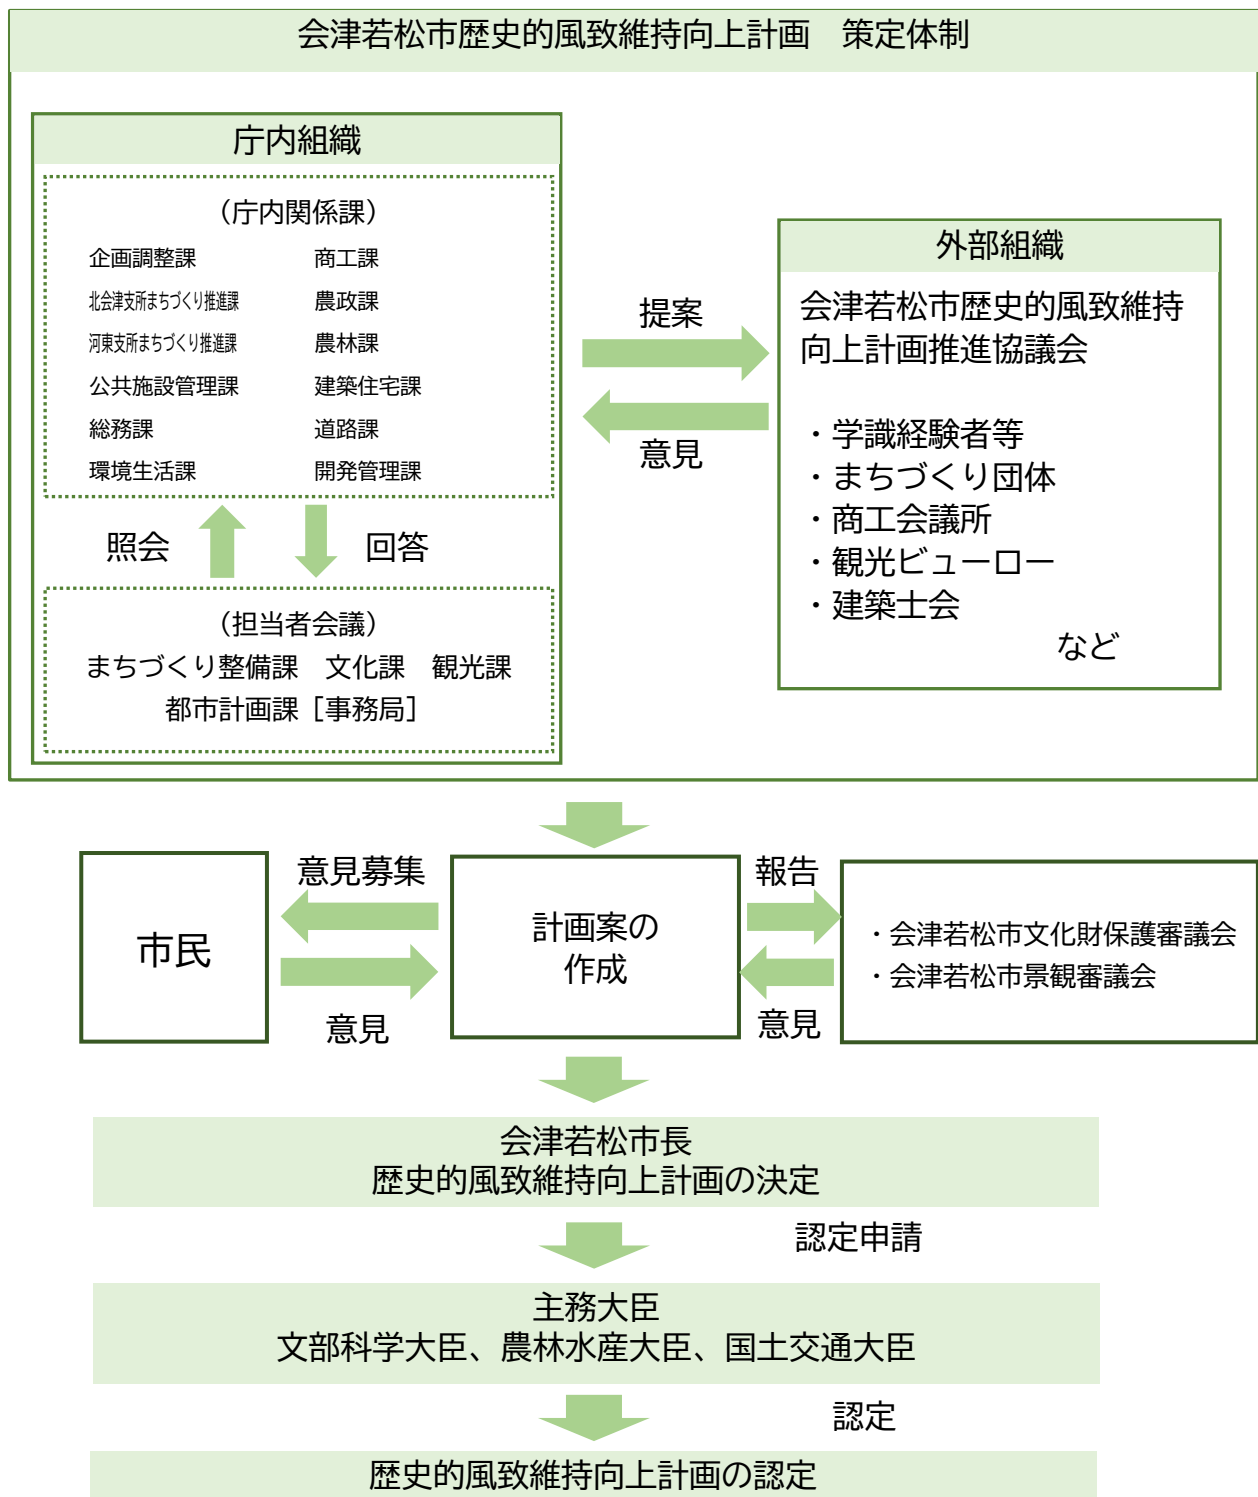 会津若松市歴史的風致維持向上計画　策定体制
庁内組織
（庁内関係課）
企画調整課　商工課
北会津支所まちづくり推進課　農政課
河東支所まちづくり推進課　農林課
公共施設管理課　建築住宅課
総務課　道路課
環境生活課　開発管理課
照会　回答
（担当者会議）
まちづくり整備課　文化課　観光課
都市計画課［事務局］
提案
意見
外部組織
会津若松市歴史的風致維持
向上計画推進協議会
・学識経験者等
・まちづくり団体
・商工会議所
・観光ビューロー
・建築士会
など
市民
意見募集
意見
計画案の
作成
報告
意見
・会津若松市文化財保護審議会
・会津若松市景観審議会
会津若松市長
歴史的風致維持向上計画の決定
認定申請
主務大臣
文部科学大臣、農林水産大臣、国土交通大臣
認定
歴史的風致維持向上計画の認定